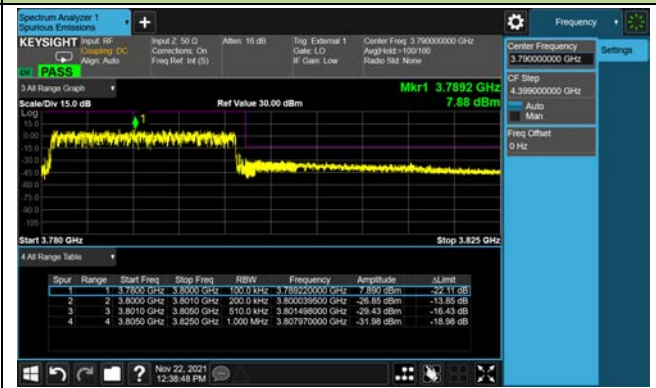 Spectrum Analyzer 1
Spurious Emissions
Frequency
KEYSIGHT Input: RF
Coupling: DC
Align: Auto
Input Z: 50 Ω
Corrections: On
Freq Ref: Int (S)
Atten: 16 dB
Trig: External 1
Gate: LO
IF Gain: Low
Center Freq: 3.790000000 GHz
Avg|Hold:>100/100
Radio Std: None
PASS
Center Frequency
3.790000000 GHz
Settings
CF Step
4.399000000 GHz
Auto
Man
Freq Offset
0 Hz
3 All Range Graph
Mkr1 3.7892 GHz
Scale/Div 15.0 dB
Ref Value 30.00 dBm
7.88 dBm
Log
15.0
0.00
-15.0
-30.0
-45.0
-60.0
-75.0
-90.0
-105
1
Start 3.780 GHz
Stop 3.825 GHz
4 All Range Table
Spur Range Start Freq Stop Freq RBW Frequency Amplitude ΔLimit
1 1 3.7800 GHz 3.8000 GHz 100.0 kHz 3.789220000 GHz 7.890 dBm -22.11 dB
2 2 3.8000 GHz 3.8010 GHz 200.0 kHz 3.800039500 GHz -26.85 dBm -13.85 dB
3 3 3.8010 GHz 3.8050 GHz 510.0 kHz 3.801498000 GHz -29.43 dBm -16.43 dB
4 4 3.8050 GHz 3.8250 GHz 1.000 MHz 3.807970000 GHz -31.98 dBm -18.98 dB
Nov 22, 2021
12:38:48 PM